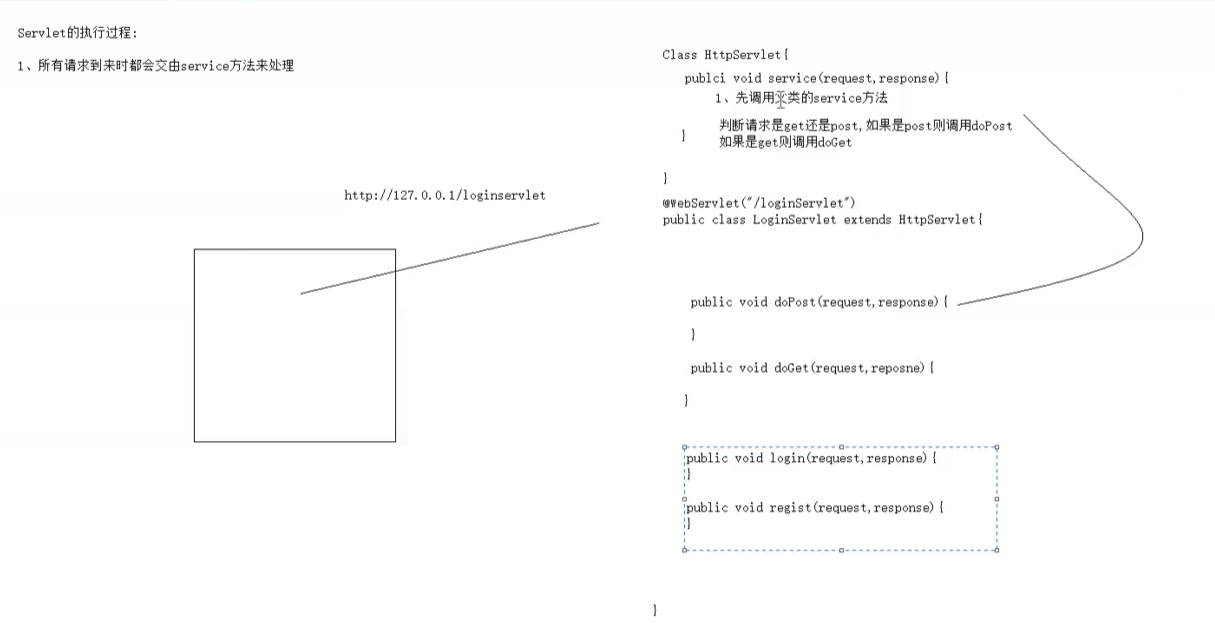 Servlet的执行过程:
1、所有请求到来时都会交由service方法来处理
http://127.0.0.1/loginservlet
Class HttpServlet{
publci void service(request,response){
1、先调用父类的service方法
判断请求是get还是post,如果是post则调用doPost
如果是get则调用doGet
}
}
@WebServlet("/loginServlet")
public class LoginServlet extends HttpServlet{
public void doPost(request,response){
}
public void doGet(request,reposne){
}
public void login(request,response){
}
public void regist(request,response){
}
}